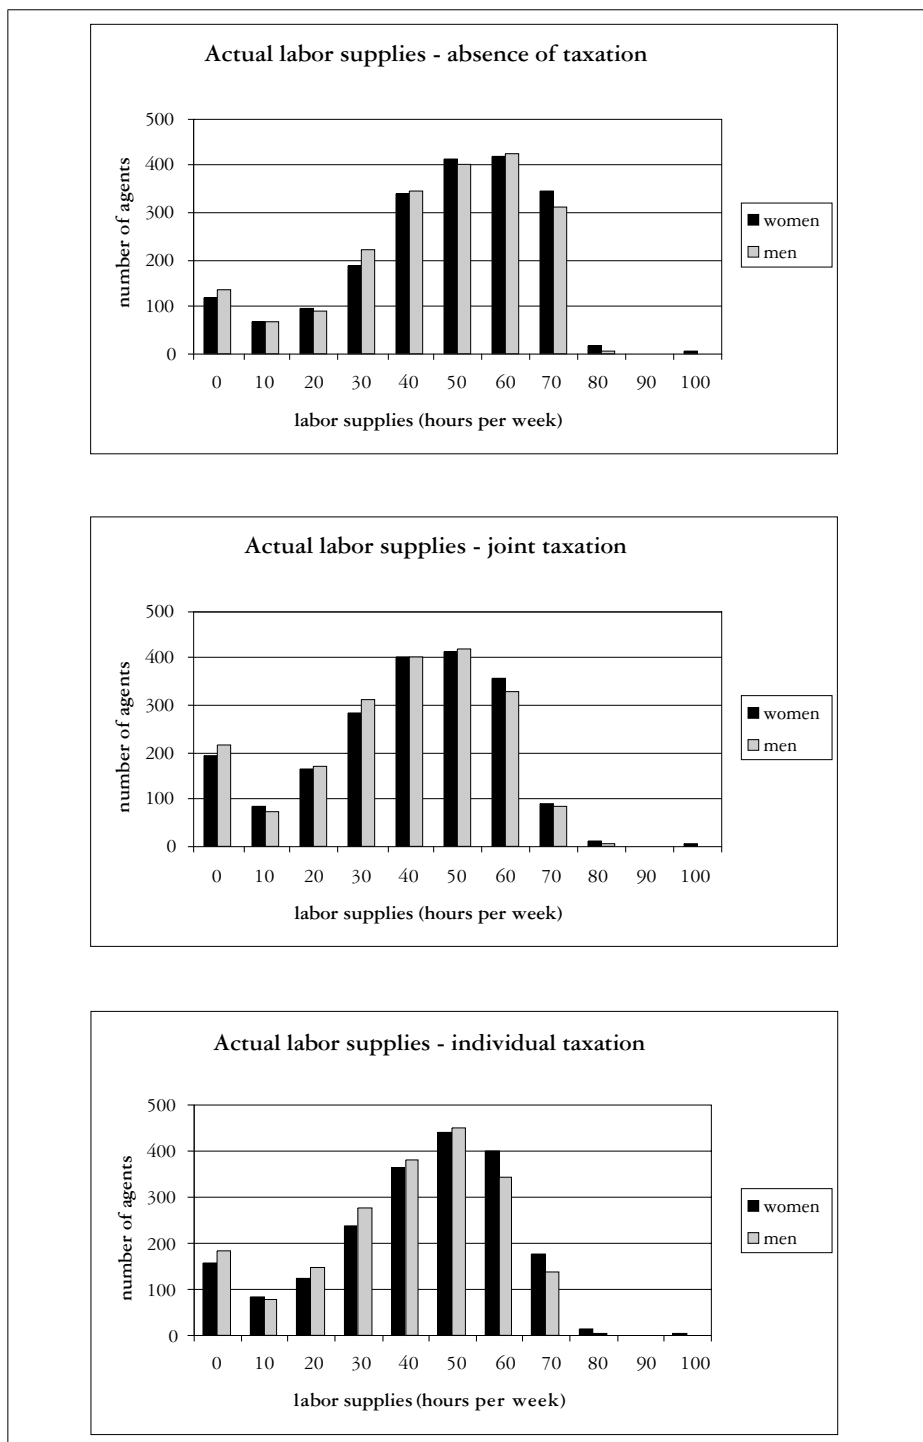 Actual labor supplies - absence of taxation
500
400
300
200
100
0
number of agents
0 10 20 30 40 50 60 70 80 90 100
labor supplies (hours per week)
women
men
Actual labor supplies - joint taxation
500
400
300
200
100
0
number of agents
0 10 20 30 40 50 60 70 80 90 100
labor supplies (hours per week)
women
men
Actual labor supplies - individual taxation
500
400
300
200
100
0
number of agents
0 10 20 30 40 50 60 70 80 90 100
labor supplies (hours per week)
women
men